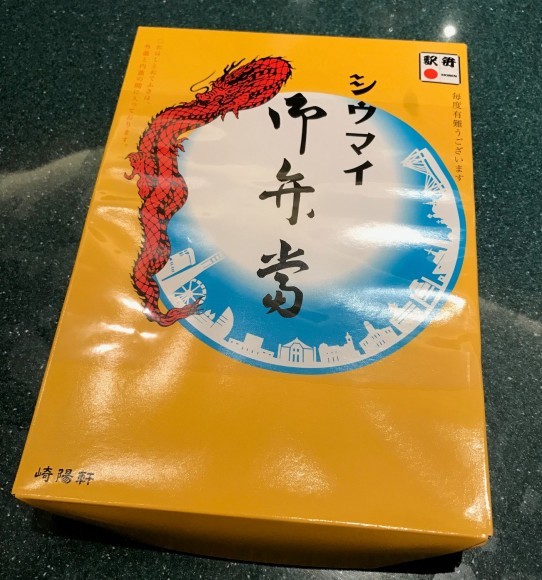 駅弁
毎度有難うございます
シウマイ
御弁当
崎陽軒